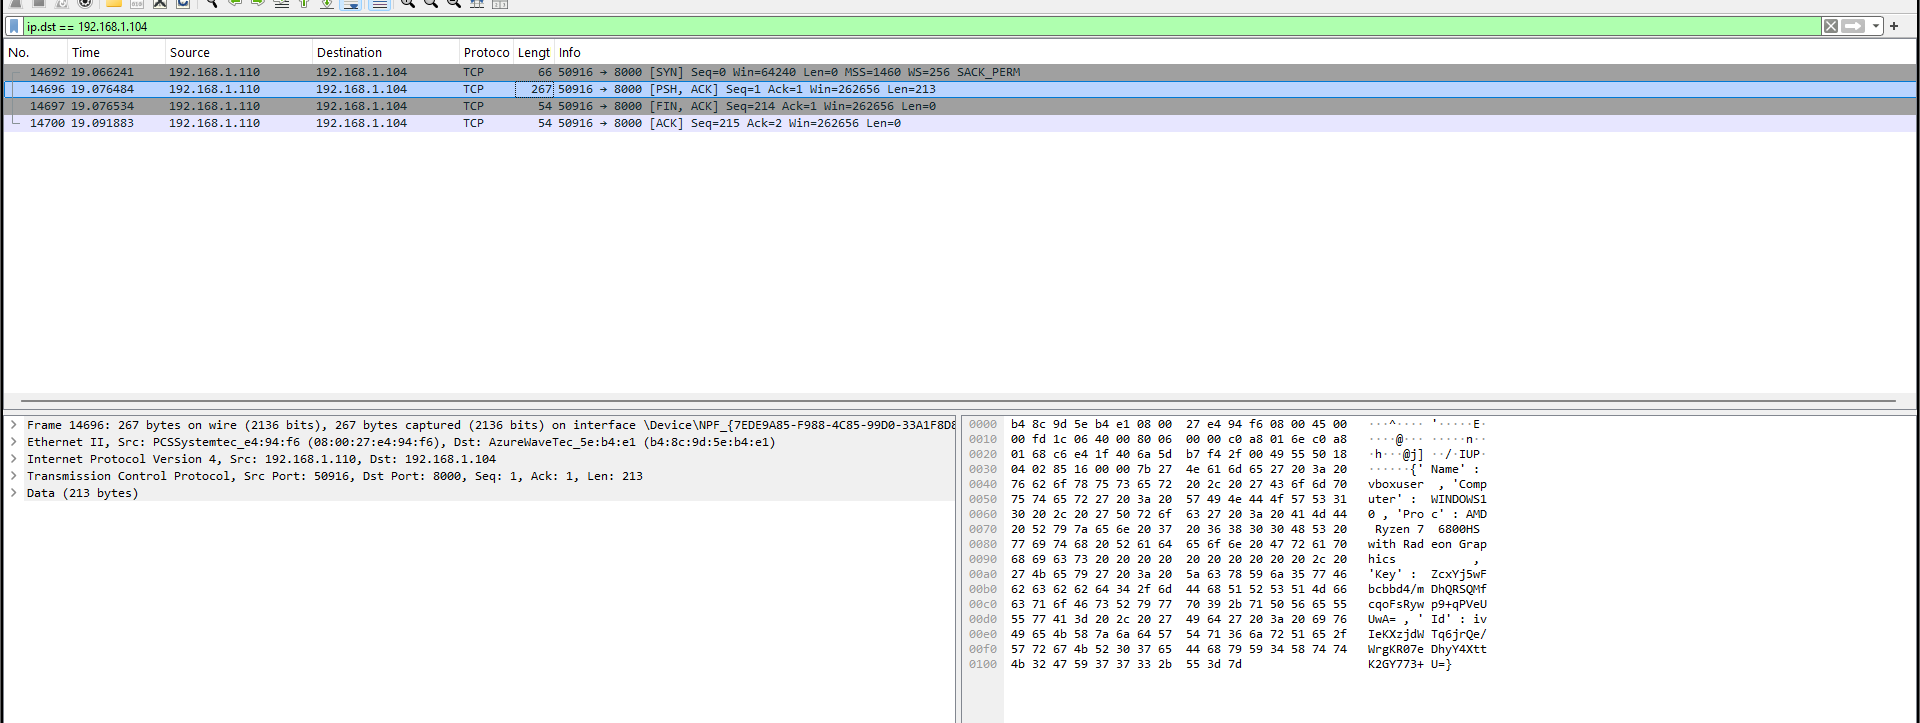 ip.dst == 192.168.1.104
No. Time Source Destination Protoco Lengt Info
14692 19.066241 192.168.1.110 192.168.1.104 TCP 66 50916 → 8000 [SYN] Seq=0 Win=64240 Len=0 MSS=1460 WS=256 SACK_PERM
14696 19.076484 192.168.1.110 192.168.1.104 TCP 267 50916 → 8000 [PSH, ACK] Seq=1 Ack=1 Win=262656 Len=213
14697 19.076534 192.168.1.110 192.168.1.104 TCP 54 50916 → 8000 [FIN, ACK] Seq=214 Ack=1 Win=262656 Len=0
14700 19.091883 192.168.1.110 192.168.1.104 TCP 54 50916 → 8000 [ACK] Seq=215 Ack=2 Win=262656 Len=0
Frame 14696: 267 bytes on wire (2136 bits), 267 bytes captured (2136 bits) on interface \Device\NPF_{7EDE9A85-F988-4C85-99D0-33A1F8D8
Ethernet II, Src: PCSSystemtec_e4:94:f6 (08:00:27:e4:94:f6), Dst: AzureWaveTec_5e:b4:e1 (b4:8c:9d:5e:b4:e1)
Internet Protocol Version 4, Src: 192.168.1.110, Dst: 192.168.1.104
Transmission Control Protocol, Src Port: 50916, Dst Port: 8000, Seq: 1, Ack: 1, Len: 213
Data (213 bytes)
0000 b4 8c 9d 5e b4 e1 08 00 27 e4 94 f6 08 00 45 00 ···^···· '·····E·
0010 00 fd 1c 06 40 00 80 06 00 00 c0 a8 01 6e c0 a8 ····@··· ·····n··
0020 01 68 c6 e4 1f 40 6a 5d b7 f4 2f 00 49 55 50 18 ·h···@j] ··/·IUP·
0030 04 02 85 16 00 00 7b 27 4e 61 6d 65 27 20 3a 20 ······{' Name' :
0040 76 62 6f 78 75 73 65 72 20 2c 20 27 43 6f 6d 70 vboxuser , 'Comp
0050 75 74 65 72 27 20 3a 20 57 49 4e 44 4f 57 53 31 uter' : WINDOWS1
0060 30 20 2c 20 27 50 72 6f 63 27 20 3a 20 41 4d 44 0 , 'Pro c' : AMD
0070 20 52 79 7a 65 6e 20 37 20 36 38 30 30 48 53 20 Ryzen 7 6800HS
0080 77 69 74 68 20 52 61 64 65 6f 6e 20 47 72 61 70 with Rad eon Grap
0090 68 69 63 73 20 20 20 20 20 20 20 20 20 20 2c 20 hics ,
00a0 27 4b 65 79 27 20 3a 20 5a 63 78 59 6a 35 77 46 'Key' : ZcxYj5wF
00b0 62 63 62 62 64 34 2f 6d 44 68 51 52 53 51 4d 66 bcbbd4/m DhQRSQMf
00c0 63 71 6f 46 73 52 79 77 70 39 2b 71 50 56 65 55 cqoFsRyw p9+qPVeU
00d0 55 77 41 3d 20 2c 20 27 49 64 27 20 3a 20 69 76 UwA= , ' Id' : iv
00e0 49 65 4b 58 7a 6a 64 57 54 71 36 6a 72 51 65 2f IeKXzjdW Tq6jrQe/
00f0 57 72 67 4b 52 30 37 65 44 68 79 59 34 58 74 74 WrgKR07e DhyY4Xtt
0100 4b 32 47 59 37 37 33 2b 55 3d 7d K2GY773+ U=}